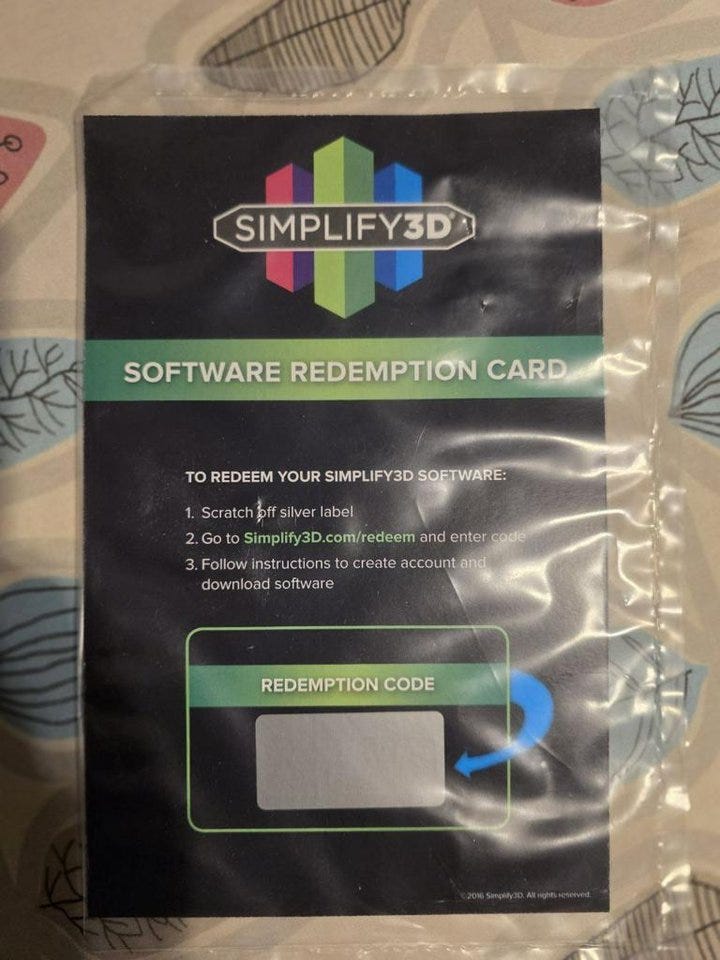 SIMPLIFY3D®
SOFTWARE REDEMPTION CARD
TO REDEEM YOUR SIMPLIFY3D SOFTWARE:
1. Scratch off silver label
2. Go to Simplify3D.com/redeem and enter code
3. Follow instructions to create account and
download software
REDEMPTION CODE
©2016 Simplify3D. All rights reserved.